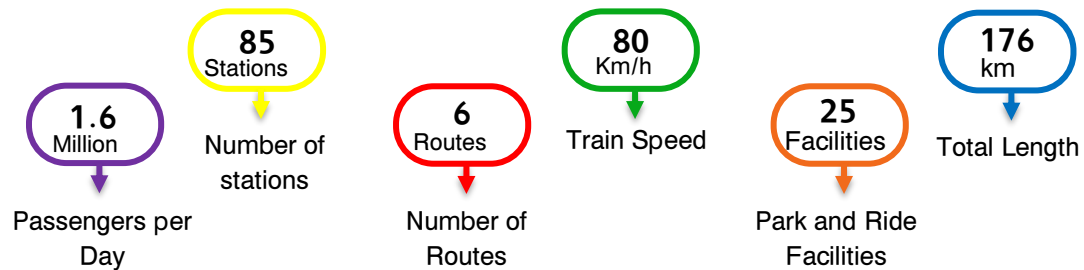 1.6
Million
Passengers per
Day
85
Stations
Number of
stations
6
Routes
Number of
Routes
80
Km/h
Train Speed
25
Facilities
Park and Ride
Facilities
176
km
Total Length